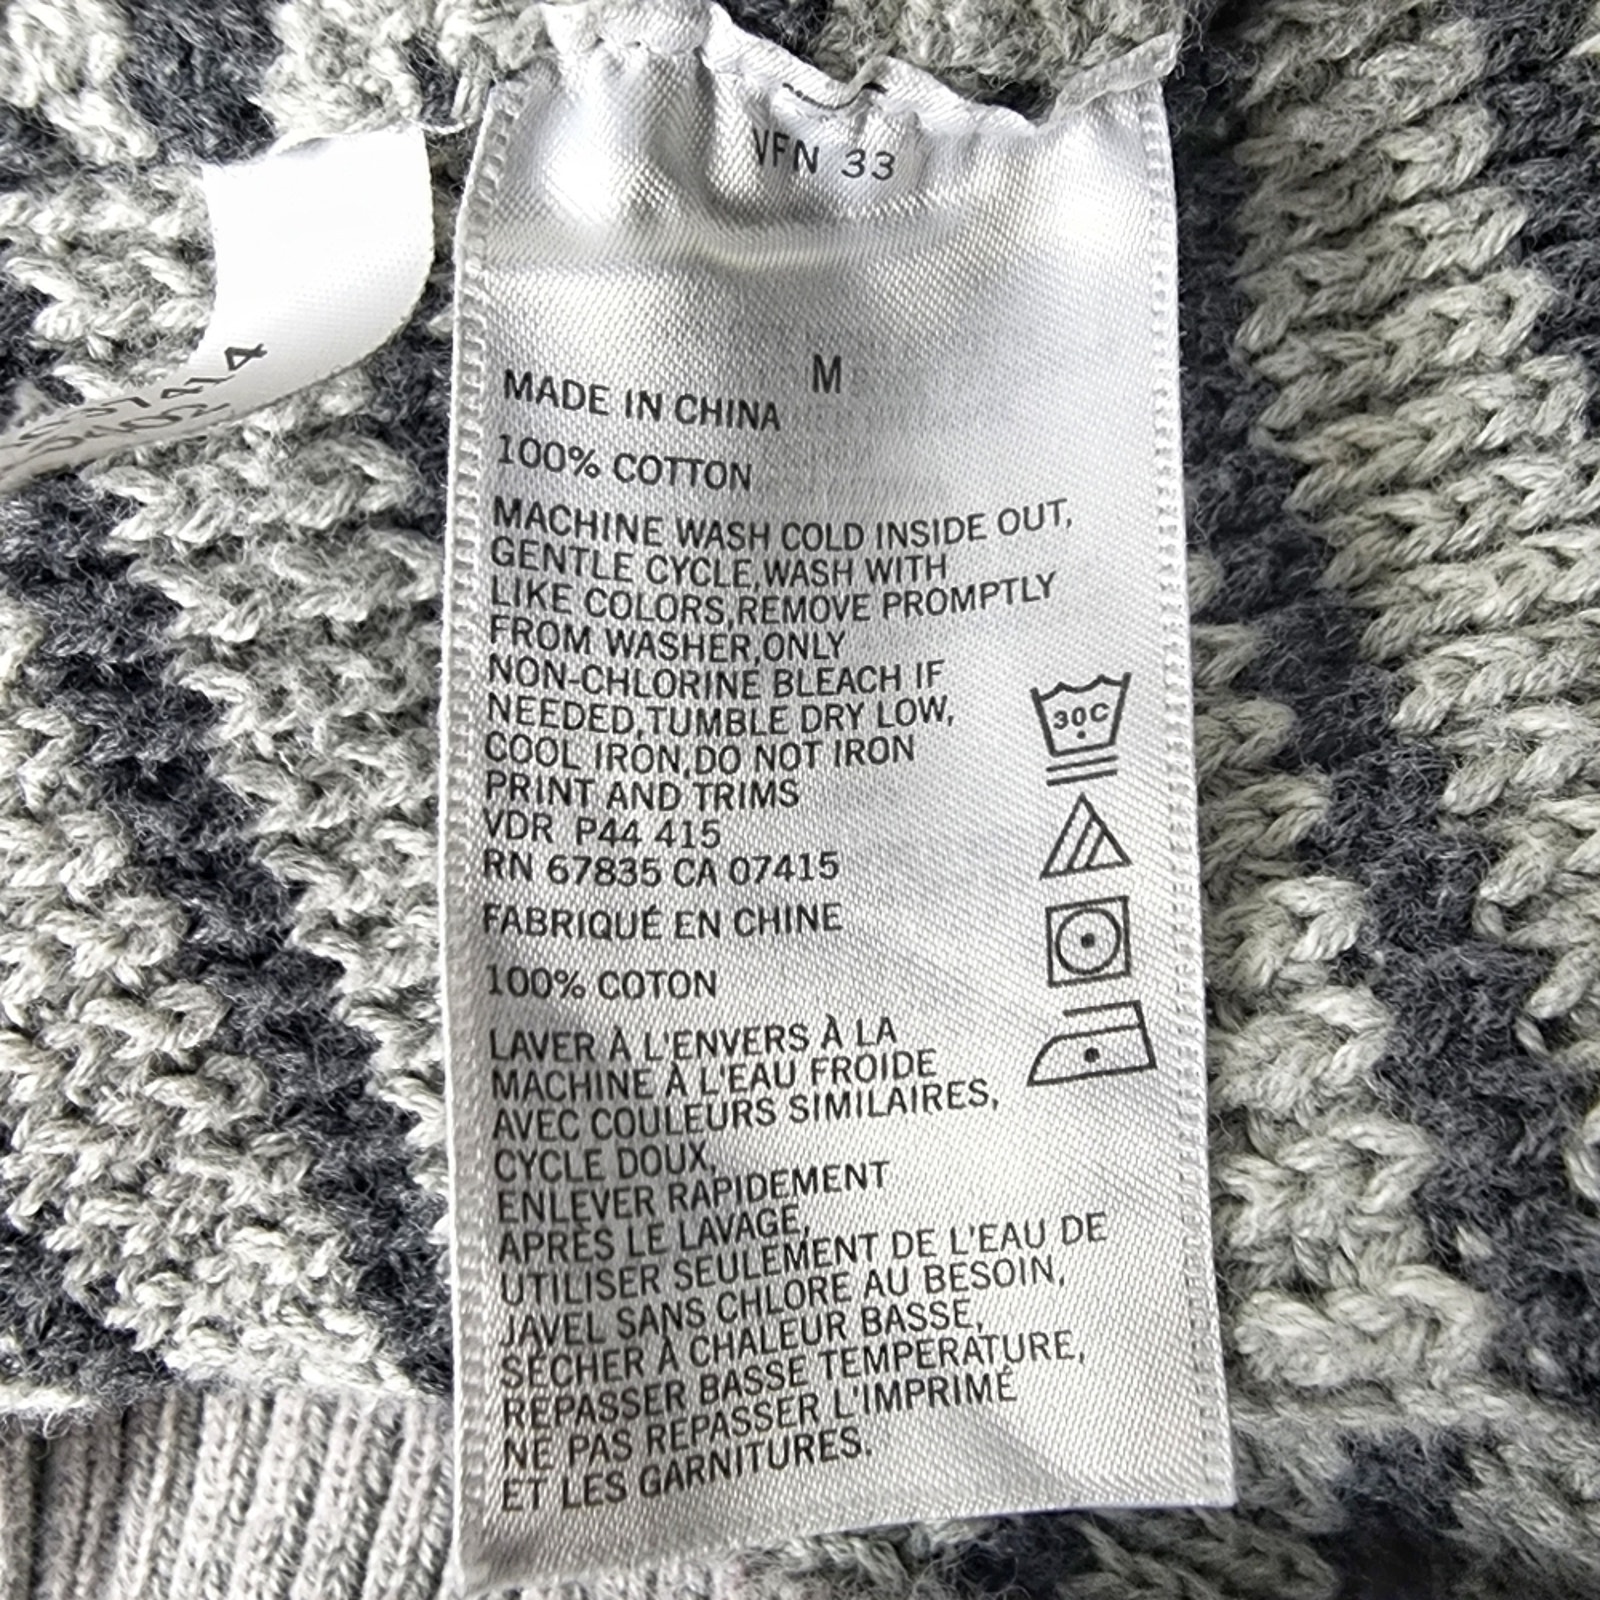 VFN 33
M
MADE IN CHINA
100% COTTON
MACHINE WASH COLD INSIDE OUT,
GENTLE CYCLE,WASH WITH
LIKE COLORS,REMOVE PROMPTLY
FROM WASHER,ONLY
NON-CHLORINE BLEACH IF
NEEDED,TUMBLE DRY LOW,
COOL IRON,DO NOT IRON
PRINT AND TRIMS
VDR P44 415
RN 67835 CA 07415
30C
FABRIQUÉ EN CHINE
100% COTON
LAVER À L'ENVERS À LA
MACHINE À L'EAU FROIDE
AVEC COULEURS SIMILAIRES,
CYCLE DOUX,
ENLEVER RAPIDEMENT
APRÈS LE LAVAGE,
UTILISER SEULEMENT DE L'EAU DE
JAVEL SANS CHLORE AU BESOIN,
SÉCHER À CHALEUR BASSE,
REPASSER BASSE TEMPÉRATURE,
NE PAS REPASSER L'IMPRIMÉ
ET LES GARNITURES.